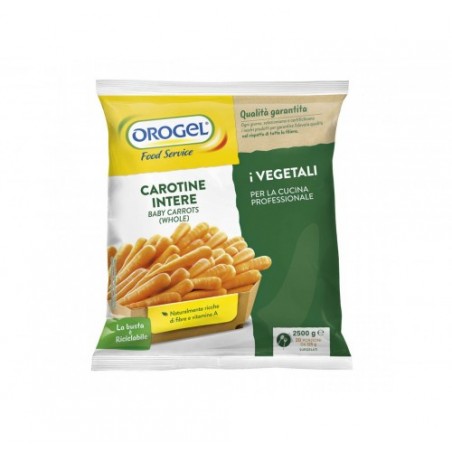 OROGEL
Food Service
CAROTINE
INTERE
BABY CARROTS
(WHOLE)
Naturalmente ricche
di fibre e vitamina A
La busta
è
Riciclabile
Qualità garantita
i VEGETALI
PER LA CUCINA
PROFESSIONALE
2500 g e